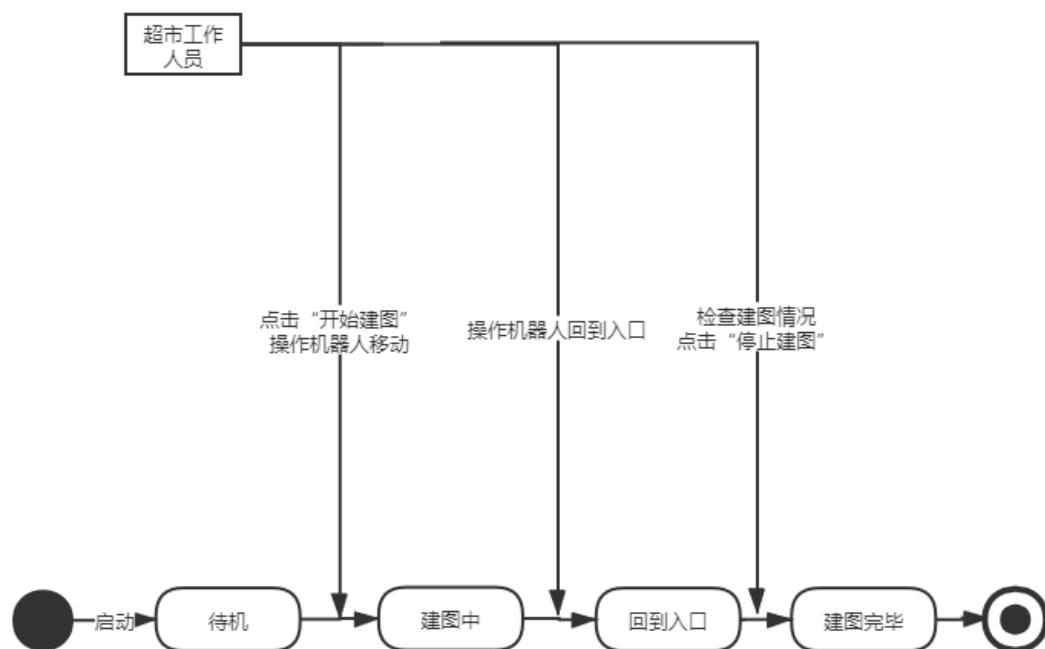 超市工作
人员
点击“开始建图”
操作机器人移动
操作机器人回到入口
检查建图情况
点击“停止建图”
启动
待机
建图中
回到入口
建图完毕